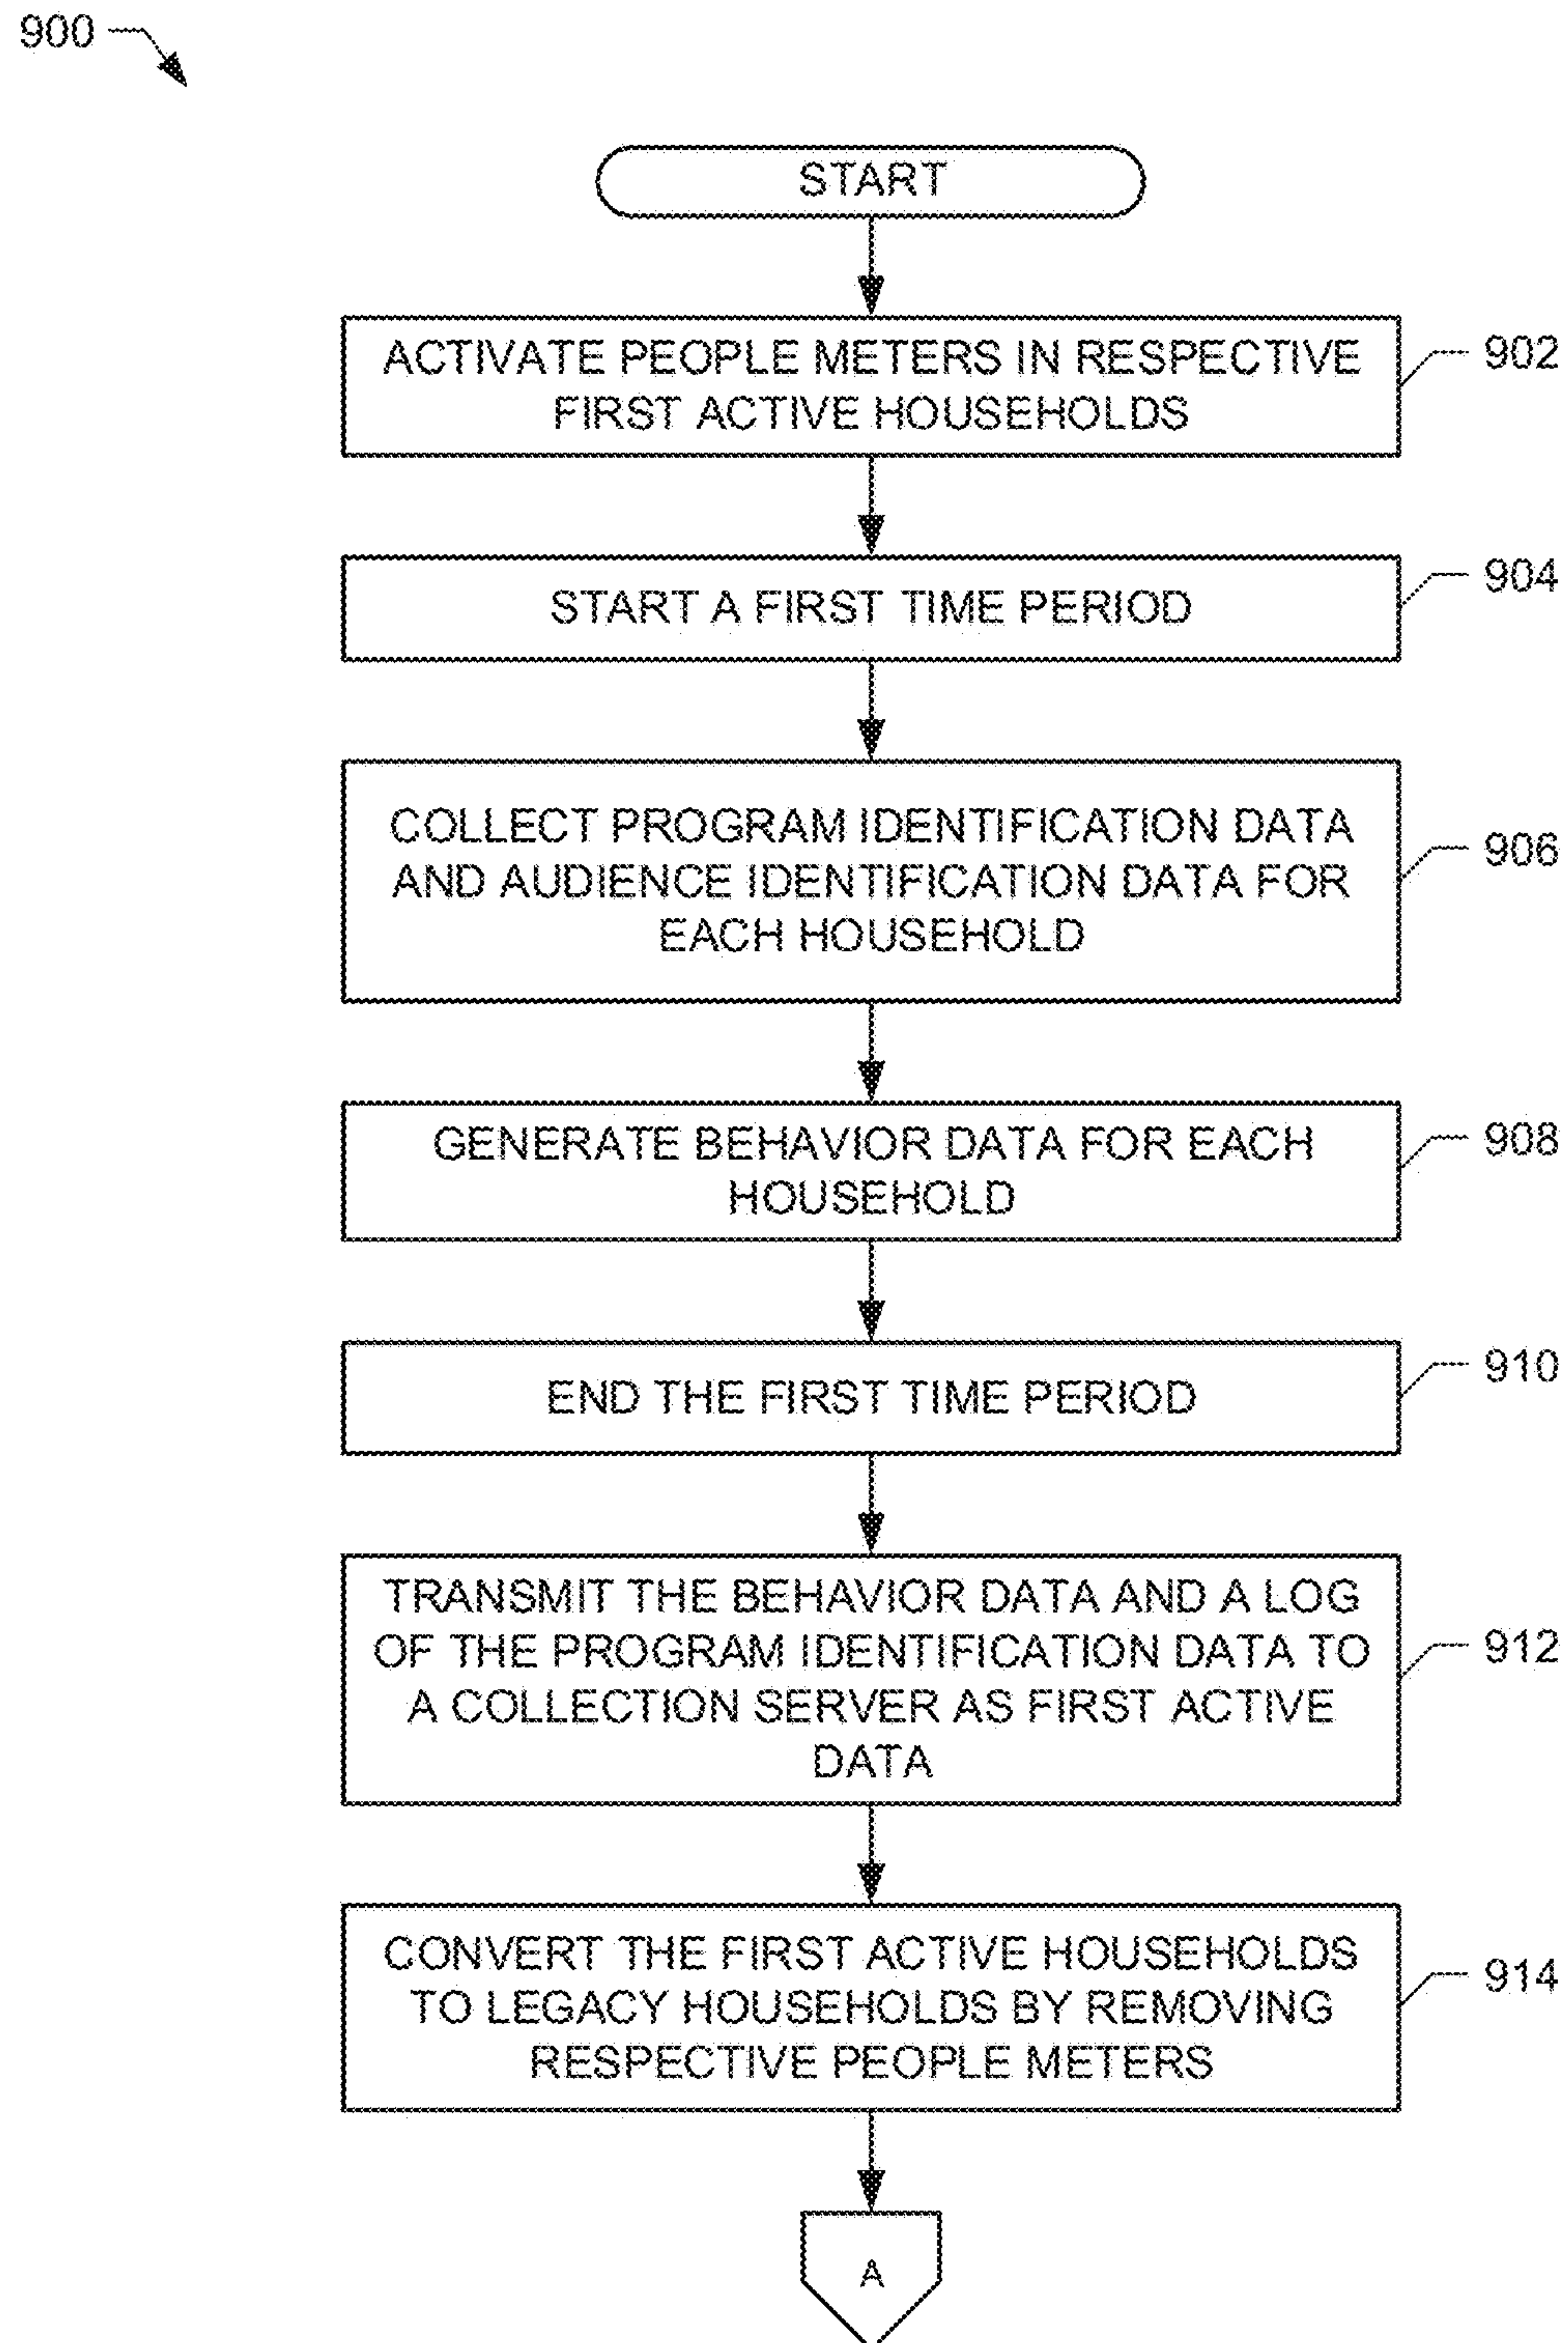 900
START
ACTIVATE PEOPLE METERS IN RESPECTIVE
FIRST ACTIVE HOUSEHOLDS
902
START A FIRST TIME PERIOD
904
COLLECT PROGRAM IDENTIFICATION DATA
AND AUDIENCE IDENTIFICATION DATA FOR
EACH HOUSEHOLD
906
GENERATE BEHAVIOR DATA FOR EACH
HOUSEHOLD
908
END THE FIRST TIME PERIOD
910
TRANSMIT THE BEHAVIOR DATA AND A LOG
OF THE PROGRAM IDENTIFICATION DATA TO
A COLLECTION SERVER AS FIRST ACTIVE
DATA
912
CONVERT THE FIRST ACTIVE HOUSEHOLDS
TO LEGACY HOUSEHOLDS BY REMOVING
RESPECTIVE PEOPLE METERS
914
A